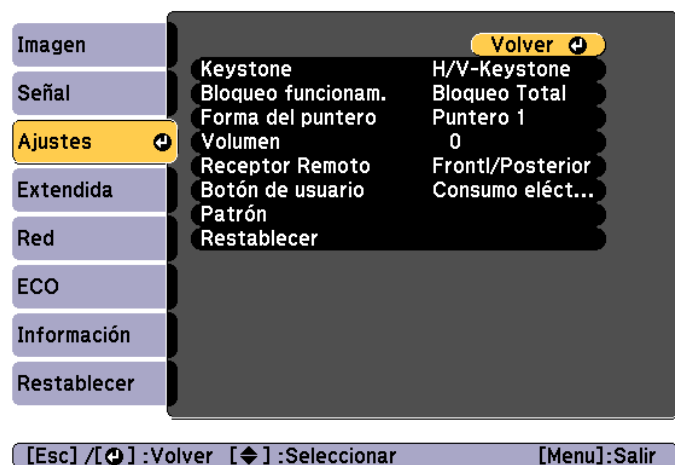 Imagen
Señal
Ajustes
Extendida
Red
ECO
Información
Restablecer
Volver
Keystone H/V-Keystone
Bloqueo funcionam. Bloqueo Total
Forma del puntero Puntero 1
Volumen 0
Receptor Remoto Frontl/Posterior
Botón de usuario Consumo eléct...
Patrón
Restablecer
[Esc] /[ ] :Volver [ ] :Seleccionar [Menu]:Salir